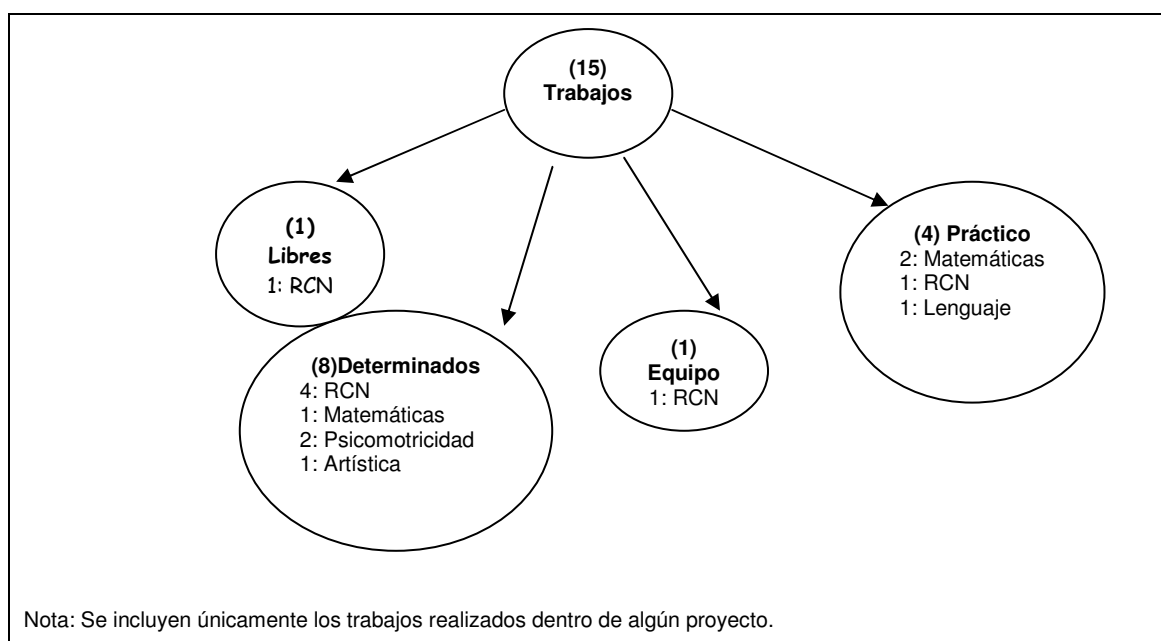 (15)
Trabajos
(1)
Libres
1: RCN
(8)Determinados
4: RCN
1: Matemáticas
2: Psicomotricidad
1: Artística
(1)
Equipo
1: RCN
(4) Práctico
2: Matemáticas
1: RCN
1: Lenguaje
Nota: Se incluyen únicamente los trabajos realizados dentro de algún proyecto.